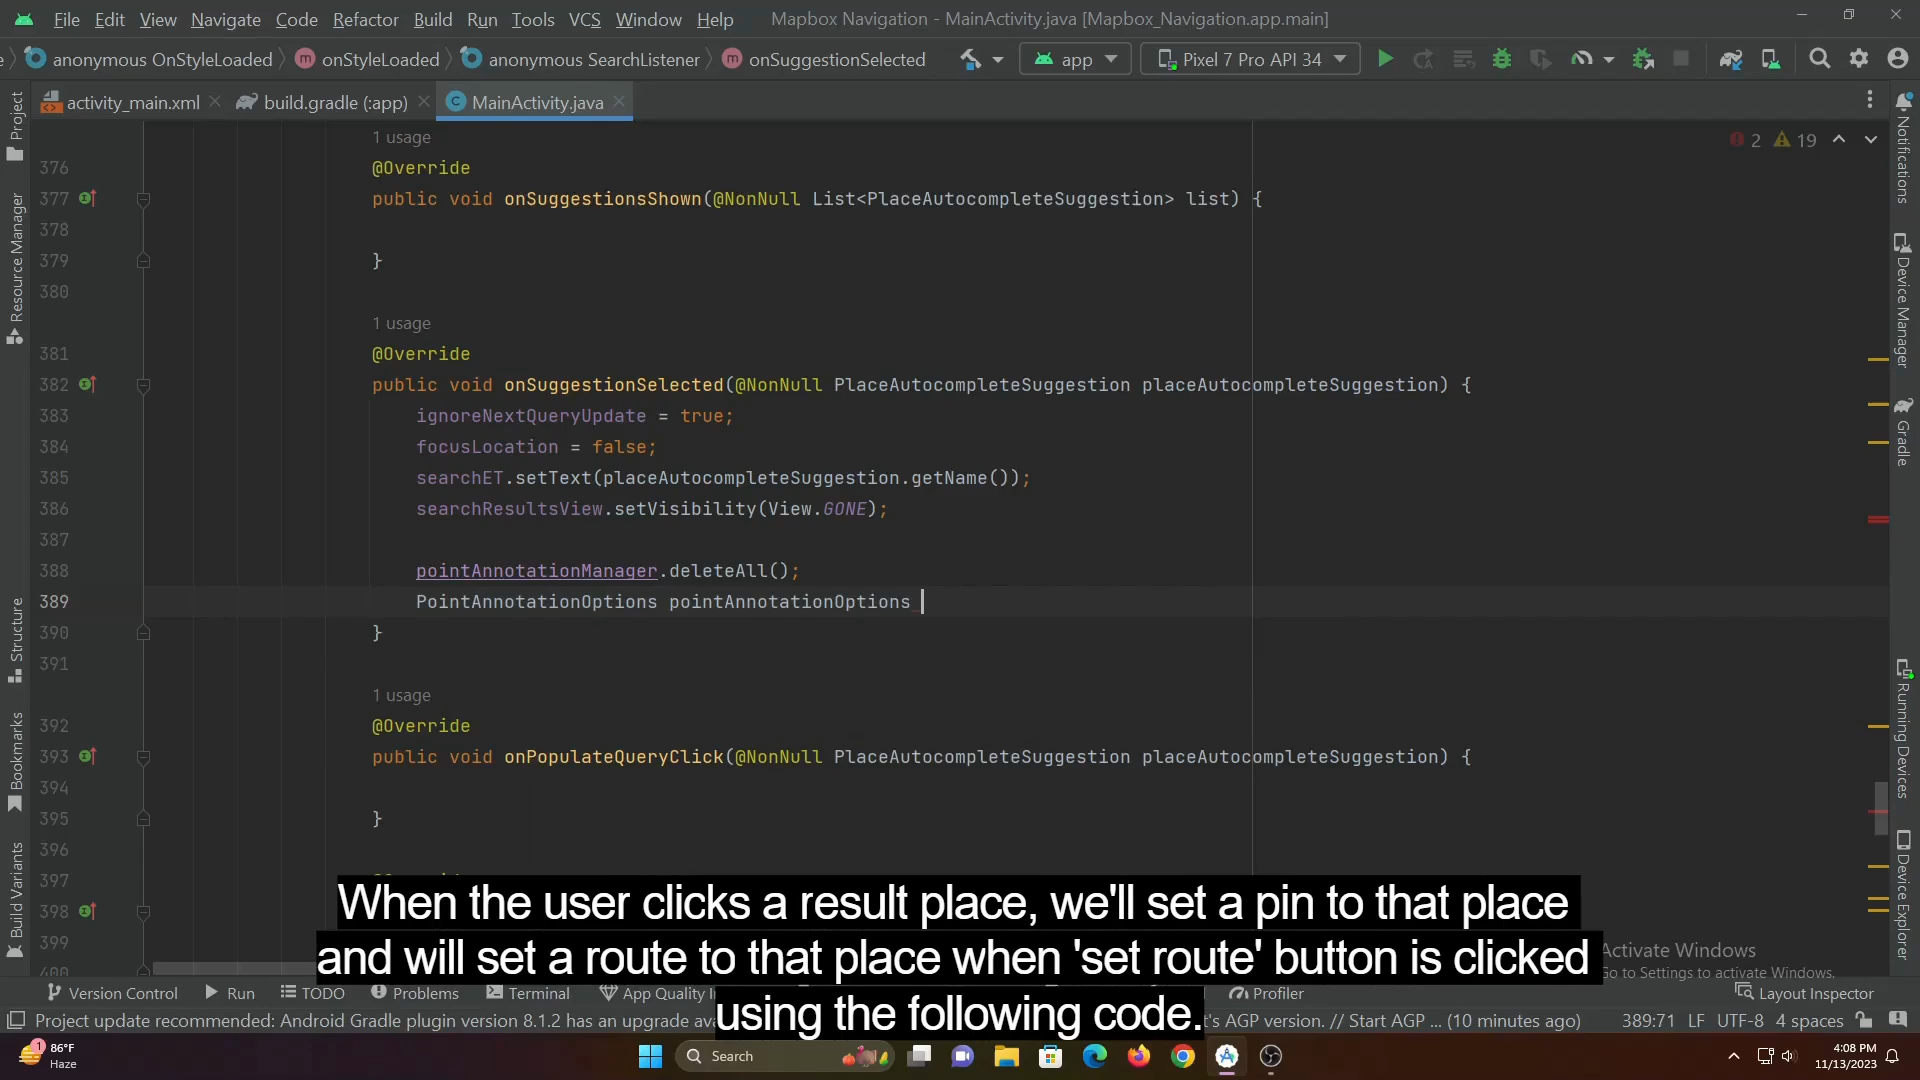 File Edit View Navigate Code Refactor Build Run Tools VCS Window Help Mapbox Navigation - MainActivity.java [Mapbox_Navigation.app.main]
anonymous OnStyleLoaded onStyleLoaded anonymous SearchListener onSuggestionSelected app Pixel 7 Pro API 34
activity_main.xml build.gradle (:app) MainActivity.java
1 usage 2 19
376 @Override
377 public void onSuggestionsShown(@NonNull List<PlaceAutocompleteSuggestion> list) {
378
379 }
380
1 usage
381 @Override
382 public void onSuggestionSelected(@NonNull PlaceAutocompleteSuggestion placeAutocompleteSuggestion) {
383 ignoreNextQueryUpdate = true;
384 focusLocation = false;
385 searchET.setText(placeAutocompleteSuggestion.getName());
386 searchResultsView.setVisibility(View.GONE);
387
388 pointAnnotationManager.deleteAll();
389 PointAnnotationOptions pointAnnotationOptions
390 }
391
1 usage
392 @Override
393 public void onPopulateQueryClick(@NonNull PlaceAutocompleteSuggestion placeAutocompleteSuggestion) {
394
395 }
396
397
398
399
400
When the user clicks a result place, we'll set a pin to that place
and will set a route to that place when 'set route' button is clicked
using the following code.
Project
Resource Manager
Structure
Bookmarks
Build Variants
Notifications
Device Manager
Gradle
Running Devices
Device Explorer
Activate Windows
Go to Settings to activate Windows.
Version Control Run TODO Problems Terminal App Quality Profiler Layout Inspector
Project update recommended: Android Gradle plugin version 8.1.2 has an upgrade 's AGP version. // Start AGP ... (10 minutes ago) 389:71 LF UTF-8 4 spaces
1 86°F
Haze
Search
4:08 PM
11/13/2023